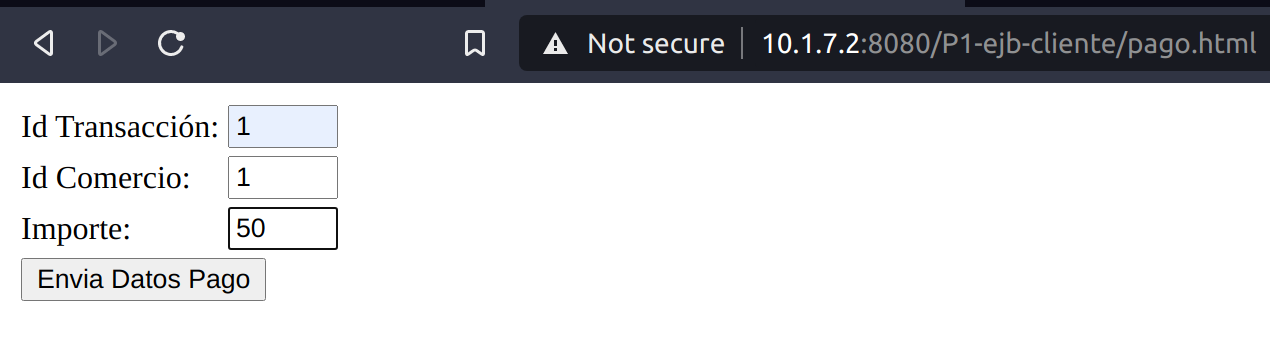 Not secure 10.1.7.2:8080/P1-ejb-cliente/pago.html
Id Transacción: 1
Id Comercio: 1
Importe: 50
Envia Datos Pago